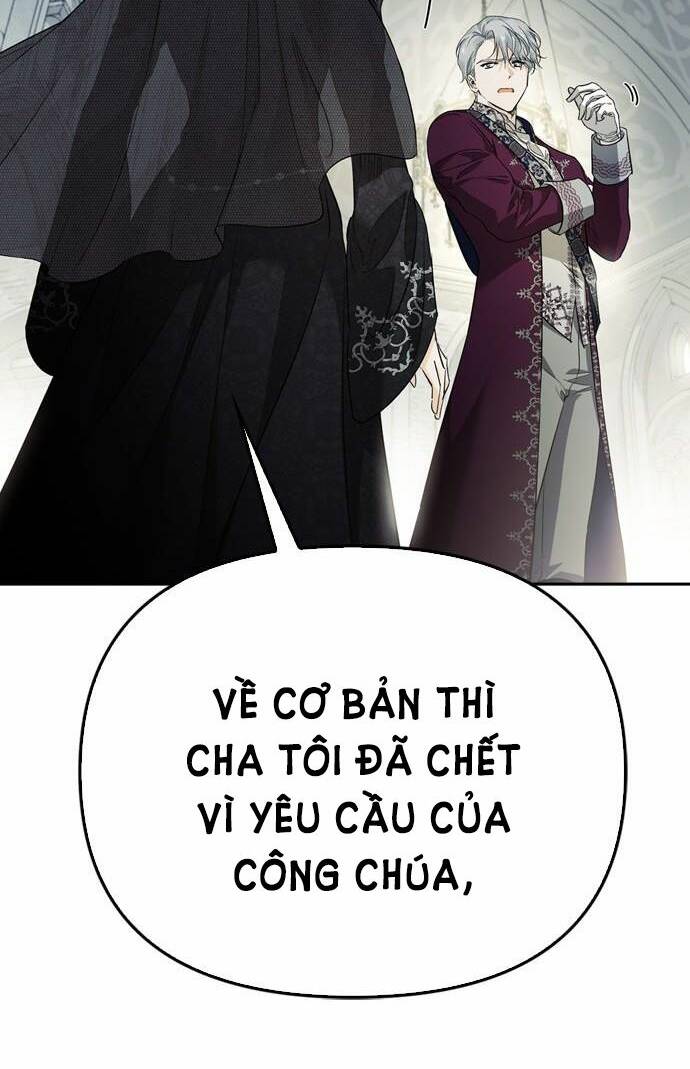 VỀ CƠ BẢN THÌ
CHA TÔI ĐÃ CHẾT
VÌ YÊU CẦU CỦA
CÔNG CHÚA,